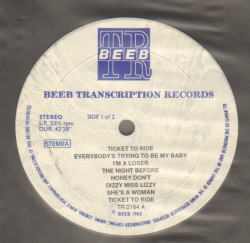 TR
BEEB
BEEB TRANSCRIPTION RECORDS
STEREO
L.P. 33⅓ rpm
DUR. 42'28"
SIDE 1 of 2
STEMRA
TICKET TO RIDE
EVERYBODY'S TRYING TO BE MY BABY
I'M A LOSER
THE NIGHT BEFORE
HONEY DON'T
DIZZY MISS LIZZY
SHE'S A WOMAN
TICKET TO RIDE
TR 2164 A
© BEEB 1965